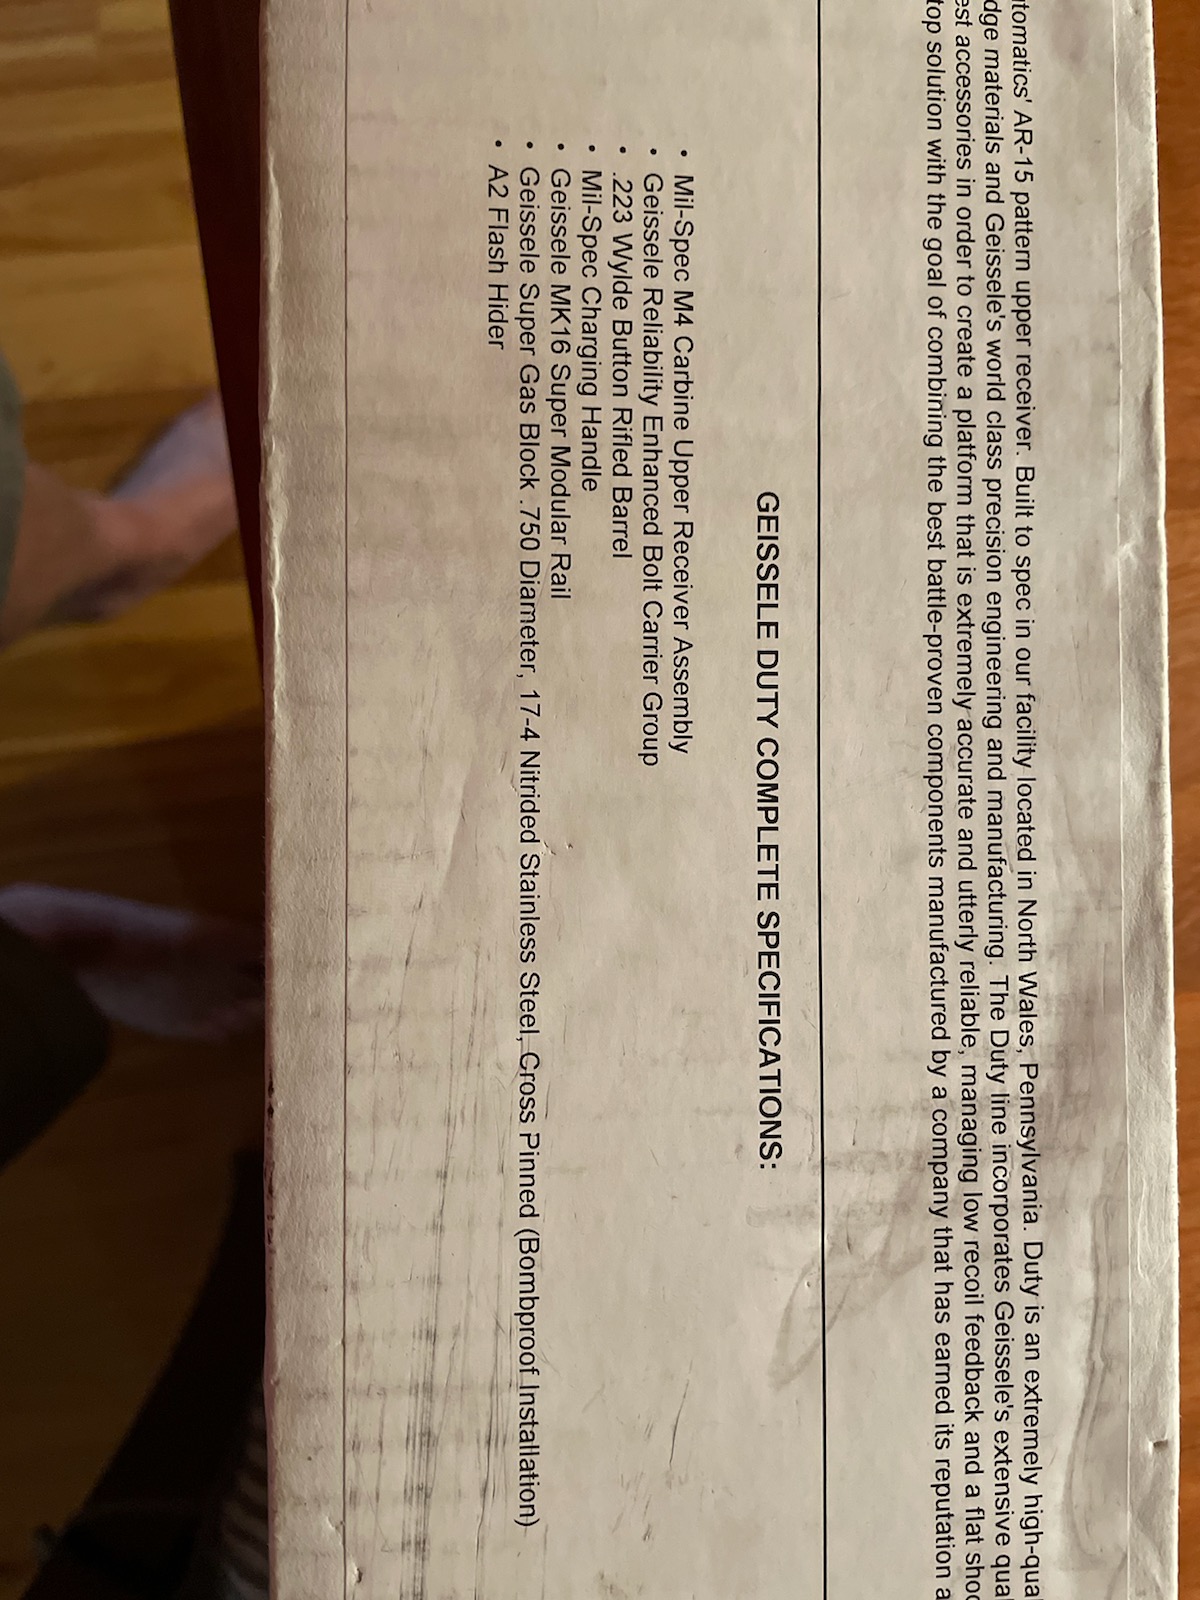 utomatics' AR-15 pattern upper receiver. Built to spec in our facility located in North Wales, Pennsylvania. Duty is an extremely high-qual
dge materials and Geissele's world class precision engineering and manufacturing. The Duty line incorporates Geissele's extensive qual
est accessories in order to create a platform that is extremely accurate and utterly reliable, managing low recoil feedback and a flat shoo
top solution with the goal of combining the best battle-proven components manufactured by a company that has earned its reputation a
GEISSELE DUTY COMPLETE SPECIFICATIONS:
• Mil-Spec M4 Carbine Upper Receiver Assembly
• Geissele Reliability Enhanced Bolt Carrier Group
• .223 Wylde Button Rifled Barrel
• Mil-Spec Charging Handle
• Geissele MK16 Super Modular Rail
• Geissele Super Gas Block .750 Diameter, 17-4 Nitrided Stainless Steel, Cross Pinned (Bombproof Installation)
• A2 Flash Hider